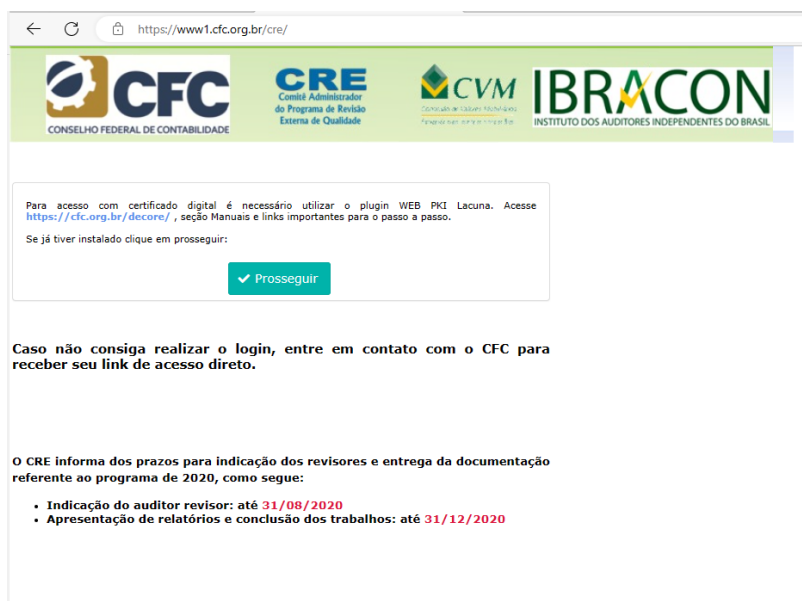 https://www1.cfc.org.br/cre/
CFC
CONSELHO FEDERAL DE CONTABILIDADE
CRE
Comitê Administrador
do Programa de Revisão
Externa de Qualidade
CVM
IBRACON
INSTITUTO DOS AUDITORES INDEPENDENTES DO BRASIL
Para acesso com certificado digital é necessário utilizar o plugin WEB PKI Lacuna. Acesse
https://cfc.org.br/decore/ , seção Manuais e links importantes para o passo a passo.
Se já tiver instalado clique em prosseguir:
Prosseguir
Caso não consiga realizar o login, entre em contato com o CFC para
receber seu link de acesso direto.
O CRE informa dos prazos para indicação dos revisores e entrega da documentação
referente ao programa de 2020, como segue:
• Indicação do auditor revisor: até 31/08/2020
• Apresentação de relatórios e conclusão dos trabalhos: até 31/12/2020